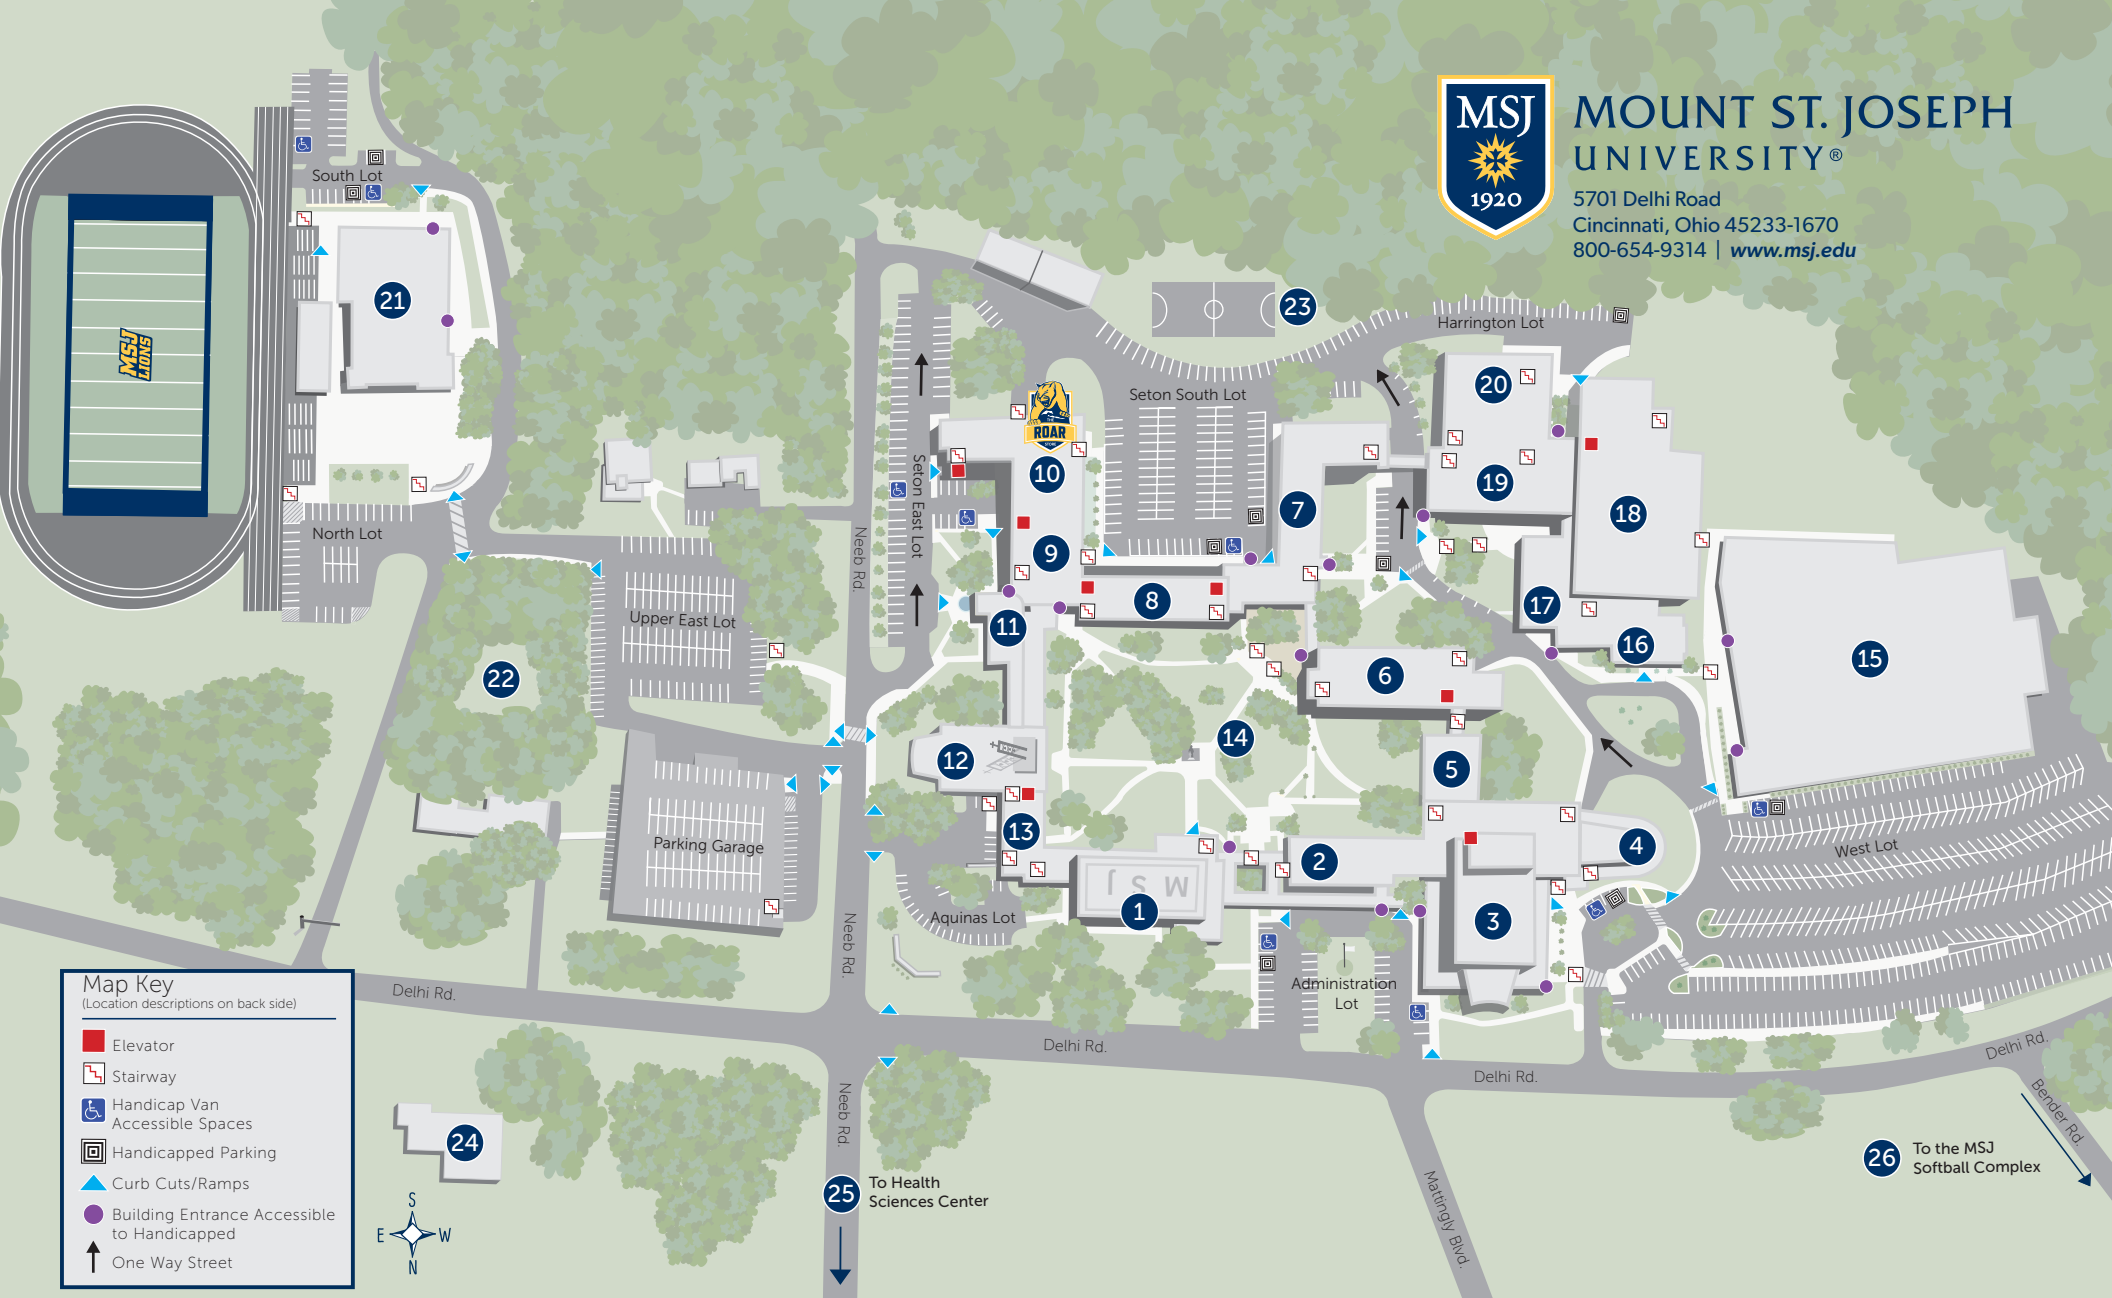 MSJ
1920
MOUNT ST. JOSEPH
UNIVERSITY®
5701 Delhi Road
Cincinnati, Ohio 45233-1670
800-654-9314 | www.msj.edu
South Lot
21
MSJ
LIONS
North Lot
22
Upper East Lot
Parking Garage
Neeb Rd.
Seton East Lot
23
Harrington Lot
Seton South Lot
ROAR
STORE
10
9
8
7
11
12
13
14
20
19
18
17
16
15
6
5
4
3
2
1
MSJ
Aquinas Lot
Administration
Lot
West Lot
Neeb Rd.
Delhi Rd.
Delhi Rd.
Delhi Rd.
Delhi Rd.
Bender Rd.
Neeb Rd.
Mattingly Blvd.
24
25
To Health
Sciences Center
26
To the MSJ
Softball Complex
Map Key
(Location descriptions on back side)
Elevator
Stairway
Handicap Van
Accessible Spaces
Handicapped Parking
Curb Cuts/Ramps
Building Entrance Accessible
to Handicapped
One Way Street
S
E W
N